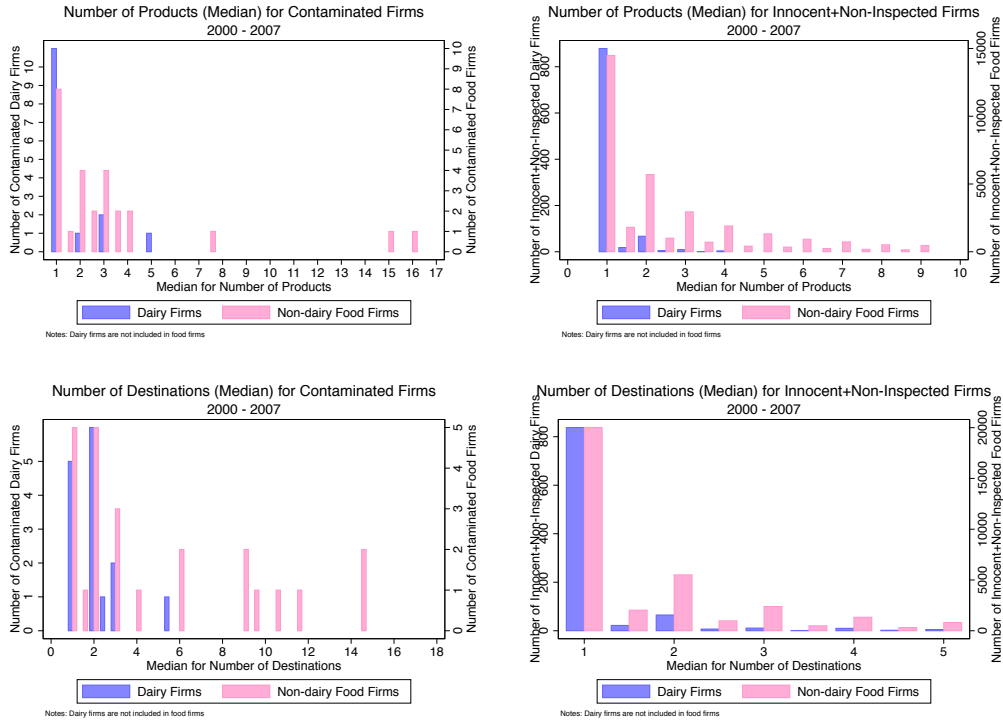 Number of Products (Median) for Contaminated Firms
2000 - 2007
Number of Contaminated Dairy Firms
0 1 2 3 4 5 6 7 8 9 10
Number of Contaminated Food Firms
0 1 2 3 4 5 6 7 8 9 10
1 2 3 4 5 6 7 8 9 10 11 12 13 14 15 16 17
Median for Number of Products
Dairy Firms Non-dairy Food Firms
Notes: Dairy firms are not included in food firms
Number of Products (Median) for Innocent+Non-Inspected Firms
2000 - 2007
Number of Innocent+Non-Inspected Dairy Firms
0 200 400 600 800
Number of Innocent+Non-Inspected Food Firms
0 5000 10000 15000
0 1 2 3 4 5 6 7 8 9 10
Median for Number of Products
Dairy Firms Non-dairy Food Firms
Notes: Dairy firms are not included in food firms
Number of Destinations (Median) for Contaminated Firms
2000 - 2007
Number of Contaminated Dairy Firms
0 1 2 3 4 5
Number of Contaminated Food Firms
0 1 2 3 4 5
0 2 4 6 8 10 12 14 16 18
Median for Number of Destinations
Dairy Firms Non-dairy Food Firms
Notes: Dairy firms are not included in food firms
Number of Destinations (Median) for Innocent+Non-Inspected Firms
2000 - 2007
Number of Innocent+Non-Inspected Dairy Firms
0 200 400 600 800
Number of Innocent+Non-Inspected Food Firms
0 5000 10000 15000 20000
1 2 3 4 5
Median for Number of Destinations
Dairy Firms Non-dairy Food Firms
Notes: Dairy firms are not included in food firms